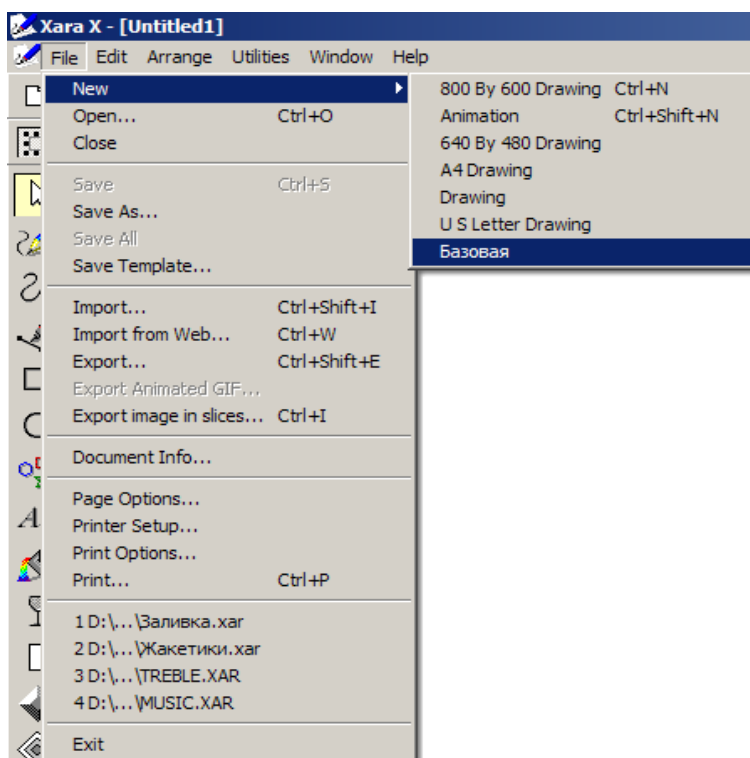 Xara X - [Untitled1]
File Edit Arrange Utilities Window Help
New
Open... Ctrl+O
Close
Save Ctrl+S
Save As...
Save All
Save Template...
Import... Ctrl+Shift+I
Import from Web... Ctrl+W
Export... Ctrl+Shift+E
Export Animated GIF...
Export image in slices... Ctrl+I
Document Info...
Page Options...
Printer Setup...
Print Options...
Print... Ctrl+P
1 D:\...\Заливка.xar
2 D:\...\Жакетики.xar
3 D:\...\TREBLE.XAR
4 D:\...\MUSIC.XAR
Exit
800 By 600 Drawing Ctrl+N
Animation Ctrl+Shift+N
640 By 480 Drawing
A4 Drawing
Drawing
U S Letter Drawing
Базовая